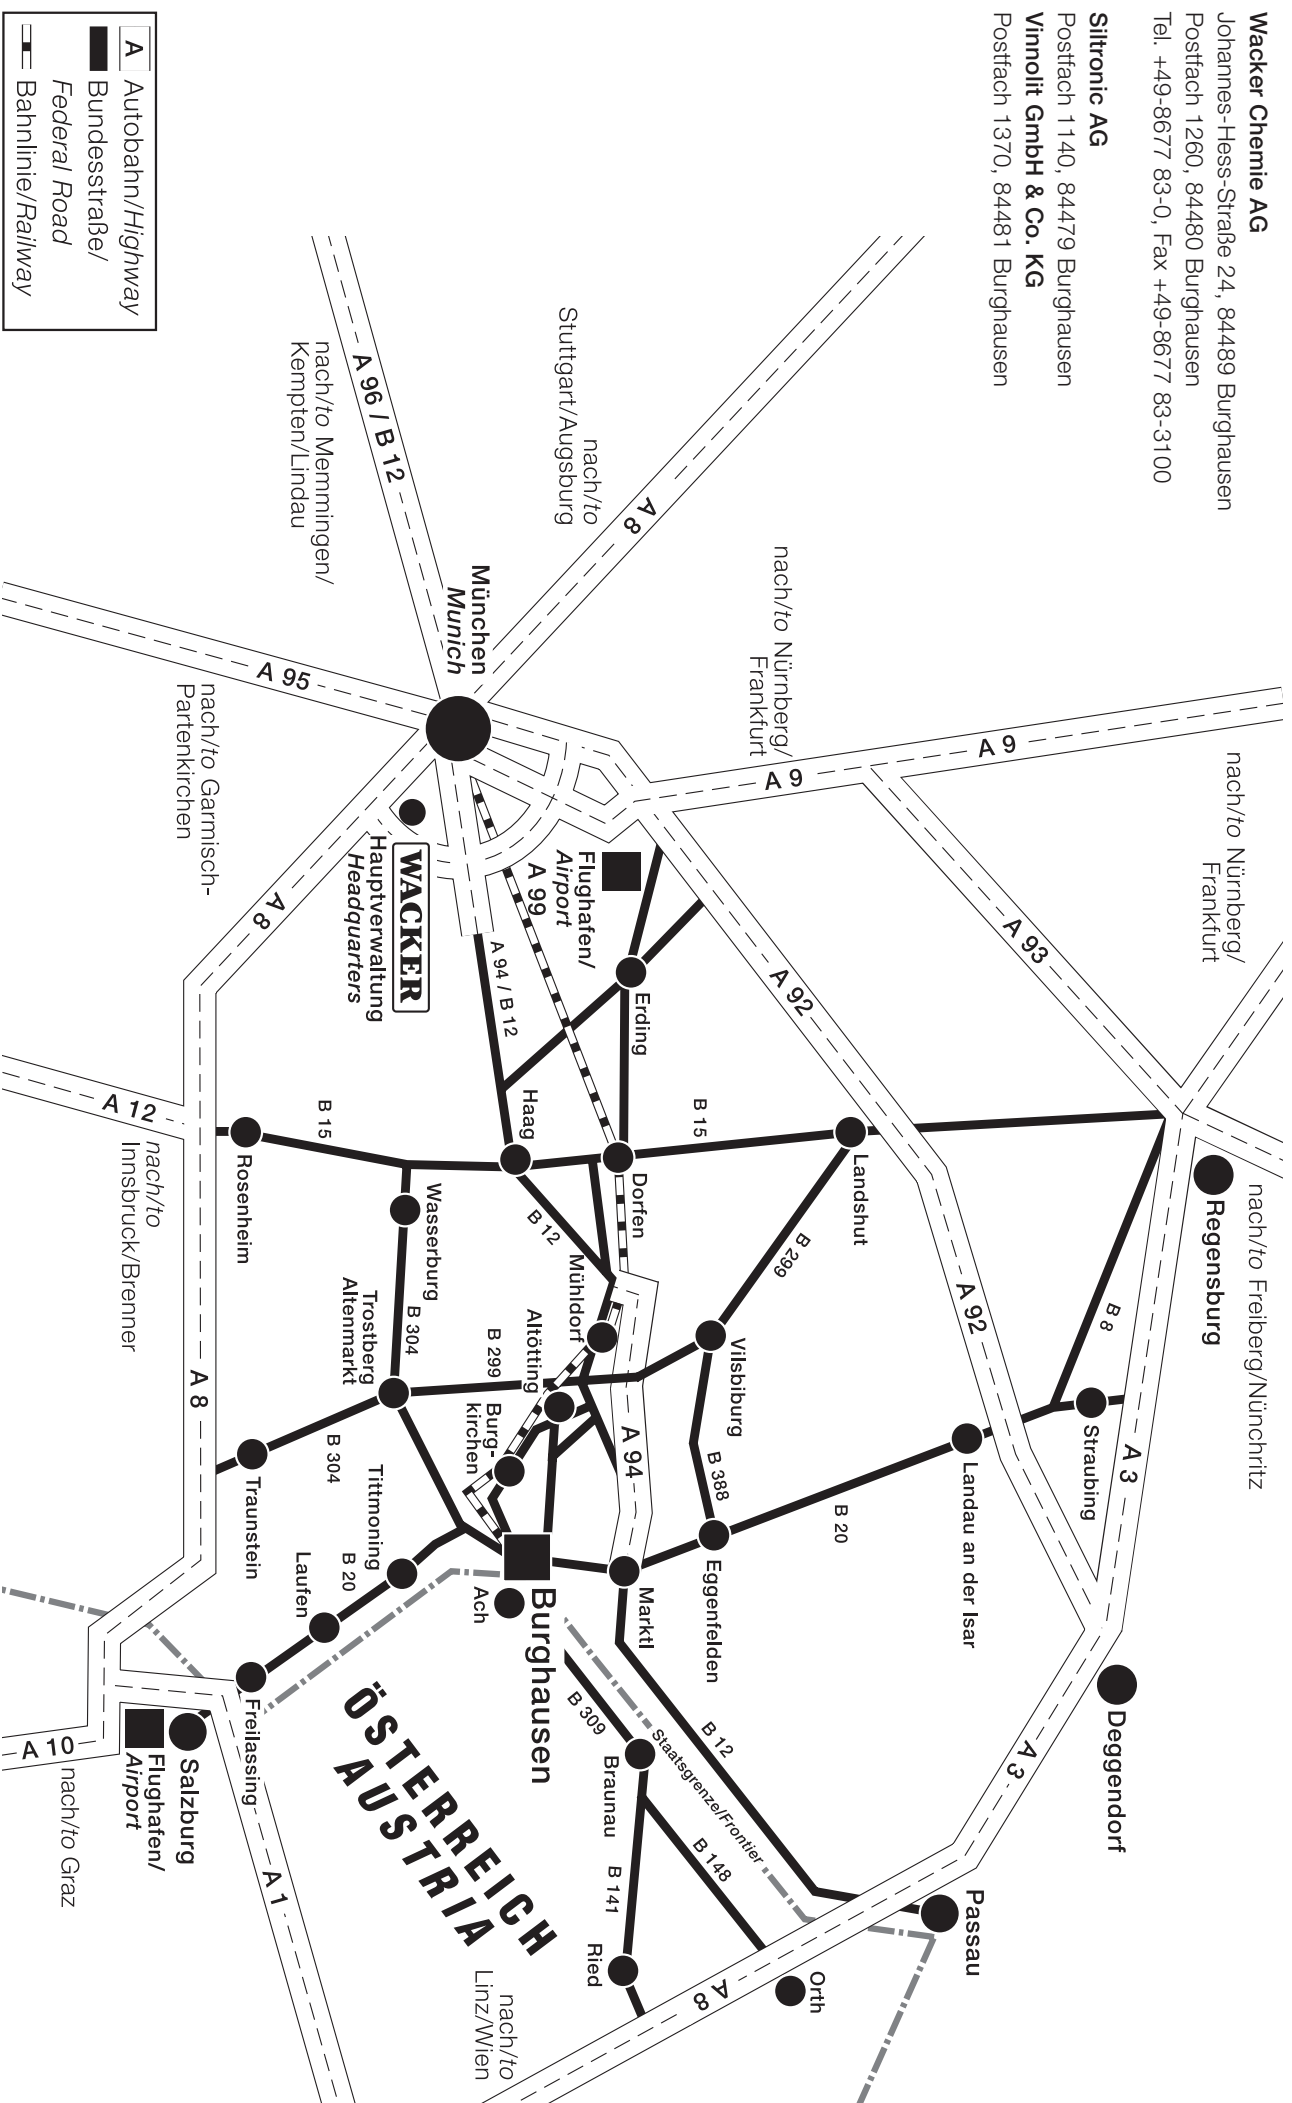 Wacker Chemie AG
Johannes-Hess-Straße 24, 84489 Burghausen
Postfach 1260, 84480 Burghausen
Tel. +49-8677 83-0, Fax +49-8677 83-3100
Siltronic AG
Postfach 1140, 84479 Burghausen
Vinnolit GmbH & Co. KG
Postfach 1370, 84481 Burghausen
nach/to Nürnberg/
Frankfurt
nach/to Freiberg/Nünchritz
Regensburg
A 9
A 93
B 8
Straubing
A 3
Deggendorf
A 3
nach/to Nürnberg/
Frankfurt
A 9
A 92
A 92
Landau an der Isar
Passau
Landshut
B 20
B 299
B 15
Vilsbiburg
B 388
Eggenfelden
B 12
Orth
A 8
nach/to
Stuttgart/Augsburg
A 8
Flughafen/
Airport
A 99
Erding
Dorfen
Mühldorf
A 94
Marktl
Staatsgrenze/Frontier
B 148
Braunau
B 309
B 141
Ried
München
Munich
A 94 / B 12
Haag
B 12
Altötting
Burg-
kirchen
Burghausen
Ach
nach/to
Linz/Wien
A 96 / B 12
nach/to Memmingen/
Kempten/Lindau
WACKER
Hauptverwaltung
Headquarters
B 15
Wasserburg
B 304
B 299
Trostberg
Altenmarkt
ÖSTERREICH
AUSTRIA
A 95
nach/to Garmisch-
Partenkirchen
A 8
Rosenheim
B 304
Tittmoning
B 20
Laufen
Traunstein
Freilassing
A 1
A 12
nach/to
Innsbruck/Brenner
A 8
Salzburg
Flughafen/
Airport
A 10
nach/to Graz
A Autobahn/Highway
Bundesstraße/
Federal Road
Bahnlinie/Railway